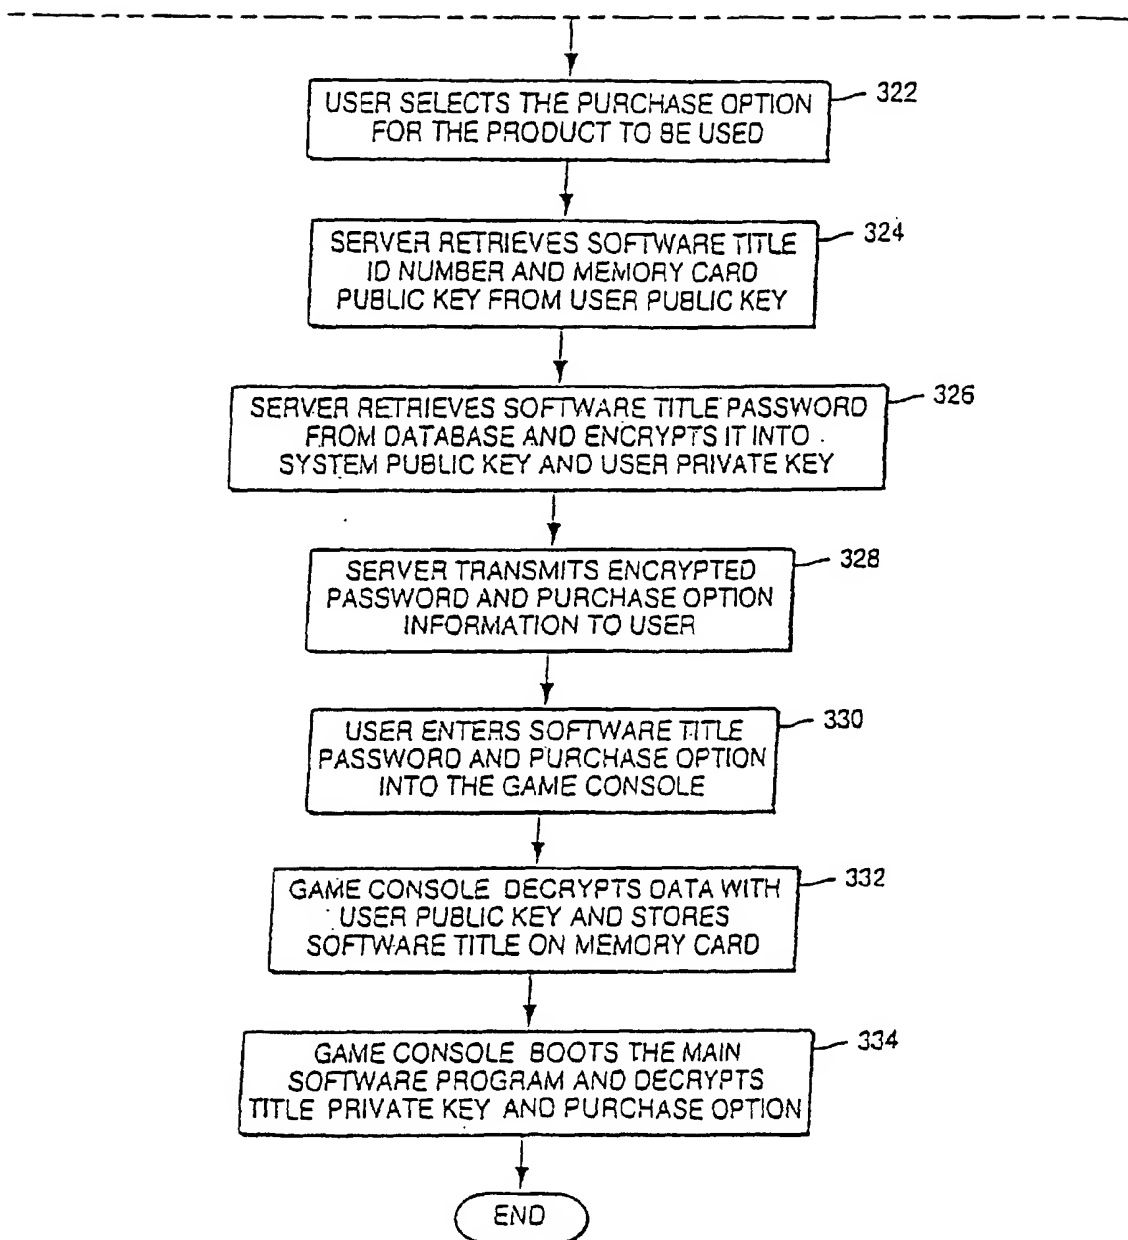 USER SELECTS THE PURCHASE OPTION
FOR THE PRODUCT TO BE USED
322
SERVER RETRIEVES SOFTWARE TITLE
ID NUMBER AND MEMORY CARD
PUBLIC KEY FROM USER PUBLIC KEY
324
SERVER RETRIEVES SOFTWARE TITLE PASSWORD
FROM DATABASE AND ENCRYPTS IT INTO
SYSTEM PUBLIC KEY AND USER PRIVATE KEY
326
SERVER TRANSMITS ENCRYPTED
PASSWORD AND PURCHASE OPTION
INFORMATION TO USER
328
USER ENTERS SOFTWARE TITLE
PASSWORD AND PURCHASE OPTION
INTO THE GAME CONSOLE
330
GAME CONSOLE DECRYPTS DATA WITH
USER PUBLIC KEY AND STORES
SOFTWARE TITLE ON MEMORY CARD
332
GAME CONSOLE BOOTS THE MAIN
SOFTWARE PROGRAM AND DECRYPTS
TITLE PRIVATE KEY AND PURCHASE OPTION
334
END